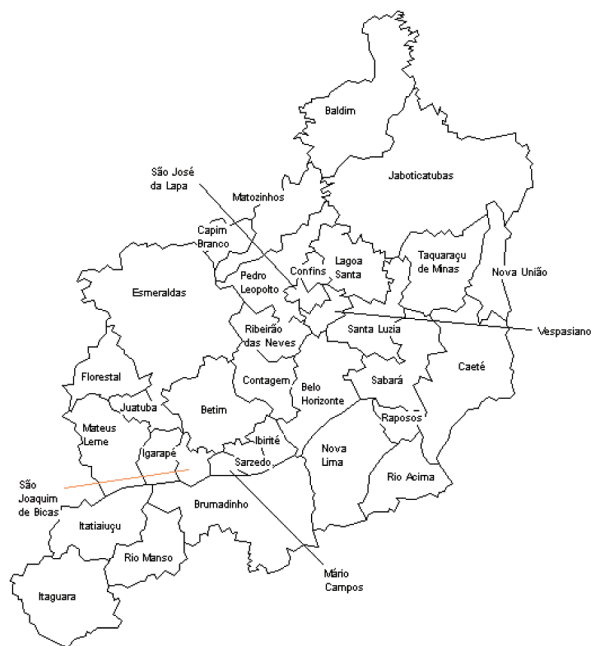 Baldim
Jaboticatubas
São José
da Lapa
Matozinhos
Capim
Branco
Lagoa
Santa
Taquaraçu
de Minas
Confins
Nova União
Pedro
Leopolto
Esmeraldas
Vespasiano
Ribeirão
das Neves
Santa Luzia
Caeté
Florestal
Contagem
Sabará
Belo
Horizonte
Juatuba
Betim
Raposos
Mateus
Leme
Ibirité
Igarapé
Nova
Lima
Sarzedo
Rio Acima
São
Joaquim
de Bicas
Brumadinho
Itatiaiuçu
Rio Manso
Mário
Campos
Itaguara